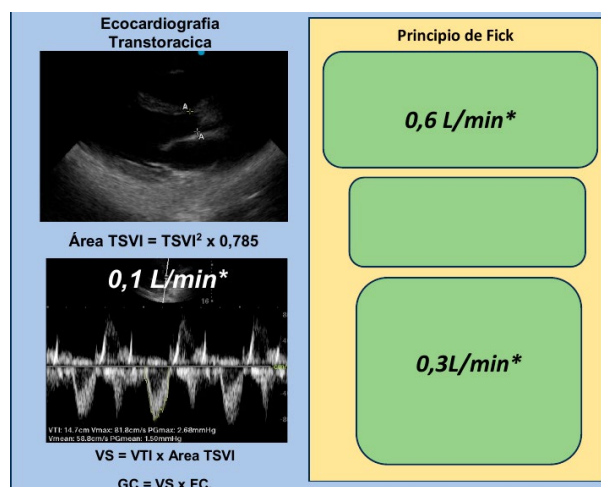 Ecocardiografia
Transtoracica
A
A
Área TSVI = TSVI² x 0,785
0,1 L/min*
10
VTI: 14.7cm Vmax: 81.8cm/s PGmax: 2.68mmHg
Vmean: 58.8cm/s PGmean: 1.50mmHg
VS = VTI x Area TSVI
GC = VS x FC
Principio de Fick
0,6 L/min*
0,3L/min*